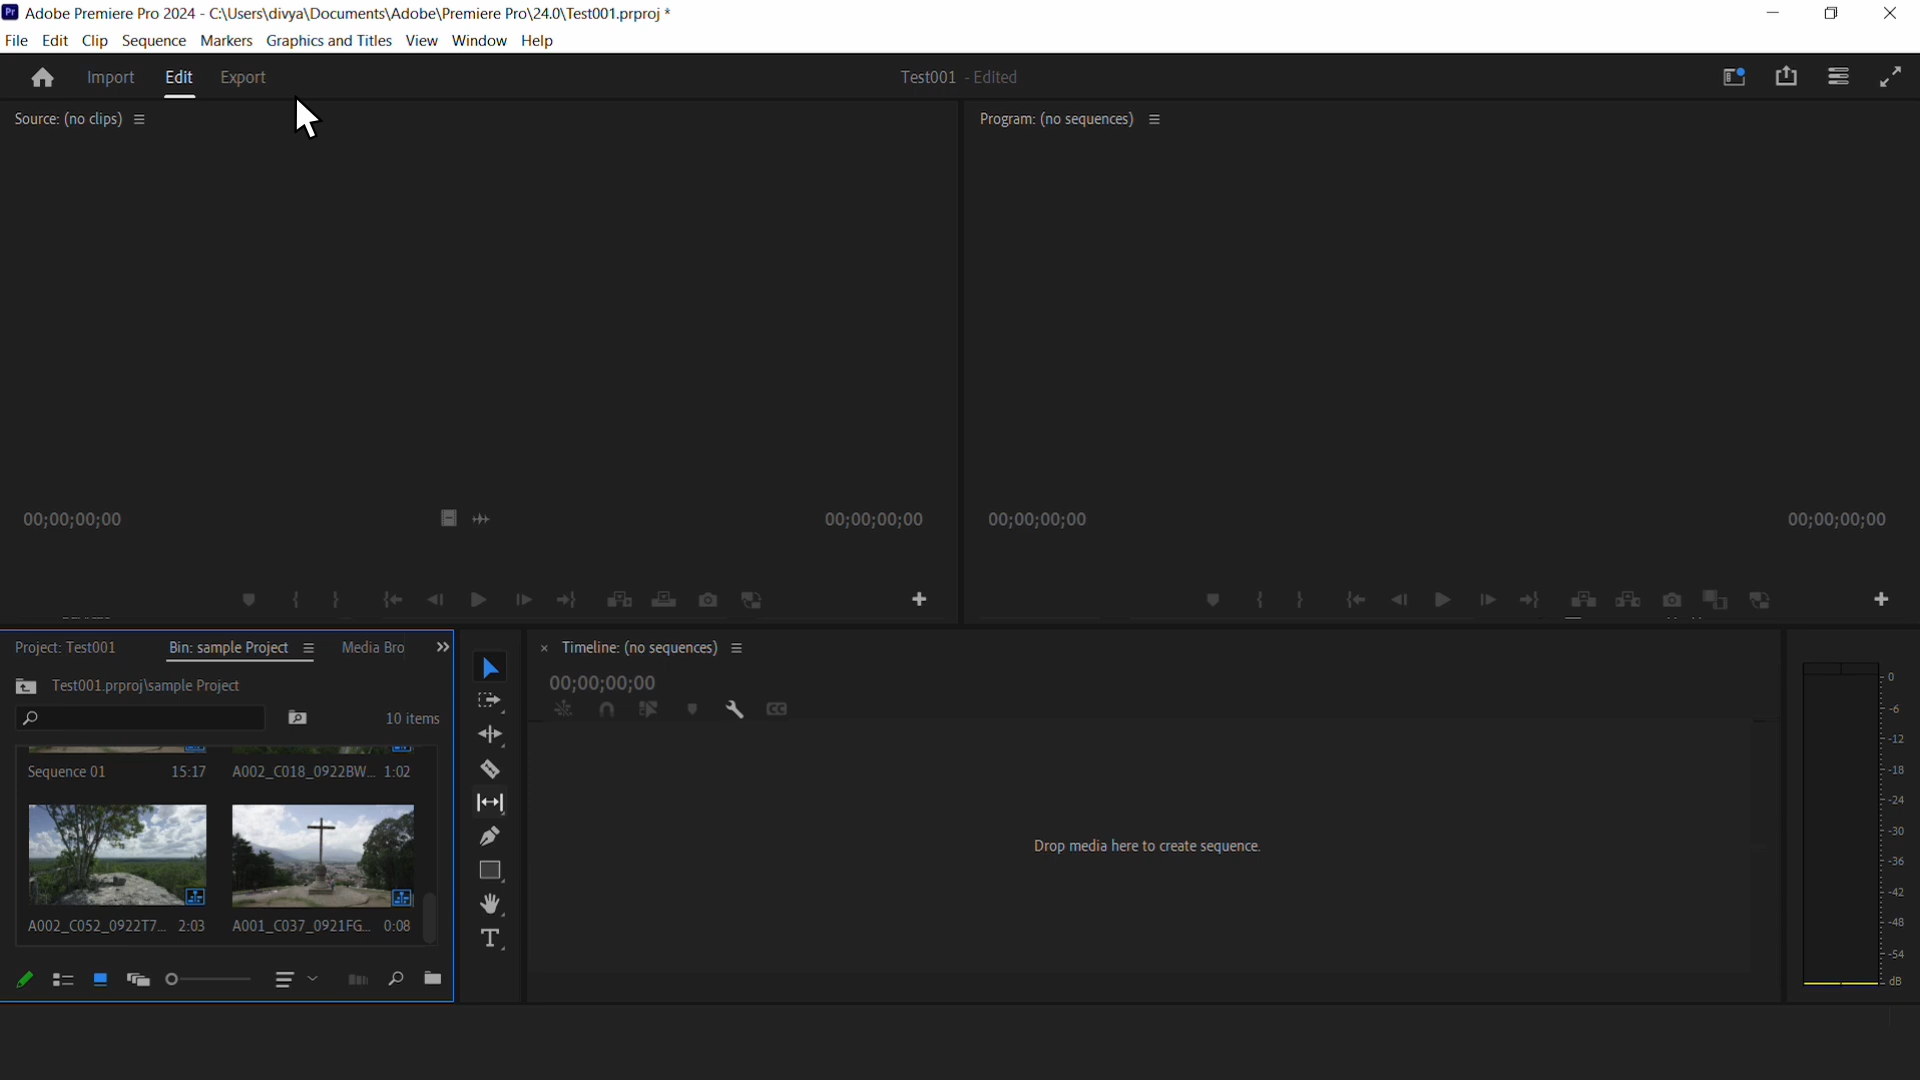 Pr Adobe Premiere Pro 2024 - C:\Users\divya\Documents\Adobe\Premiere Pro\24.0\Test001.prproj *
File Edit Clip Sequence Markers Graphics and Titles View Window Help
Import Edit Export Test001 - Edited
Source: (no clips) Program: (no sequences)
00;00;00;00 00;00;00;00 00;00;00;00 00;00;00;00
Project: Test001 Bin: sample Project Media Bro
Timeline: (no sequences)
00;00;00;00
Test001.prproj\sample Project
10 items
CC
Sequence 01 15:17 A002_C018_0922BW... 1:02
A002_C052_0922T7... 2:03 A001_C037_0921FG... 0:08
T
Drop media here to create sequence.
0
-6
-12
-18
-24
-30
-36
-42
-48
-54
dB